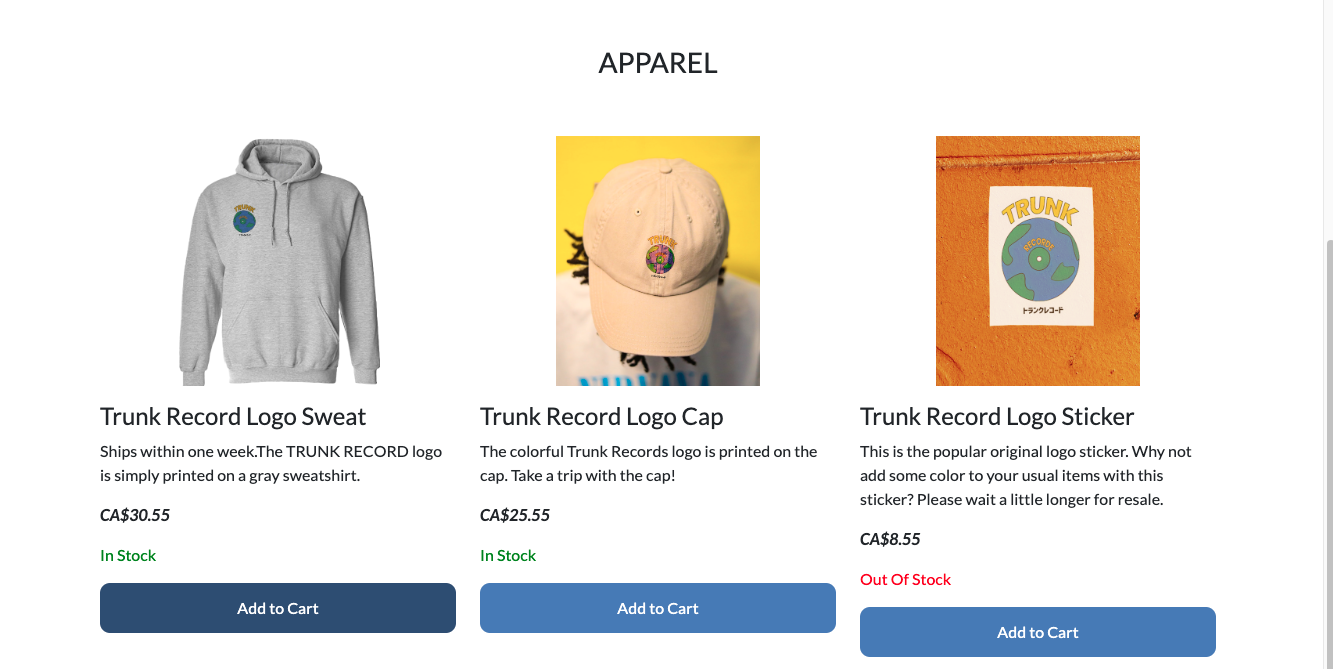 APPAREL
TRUNK
TRUNK
TRUNK
RECORDS
トランクレコード
NIRVANA
Trunk Record Logo Sweat
Ships within one week.The TRUNK RECORD logo
is simply printed on a gray sweatshirt.
CA$30.55
In Stock
Add to Cart
Trunk Record Logo Cap
The colorful Trunk Records logo is printed on the
cap. Take a trip with the cap!
CA$25.55
In Stock
Add to Cart
Trunk Record Logo Sticker
This is the popular original logo sticker. Why not
add some color to your usual items with this
sticker? Please wait a little longer for resale.
CA$8.55
Out Of Stock
Add to Cart